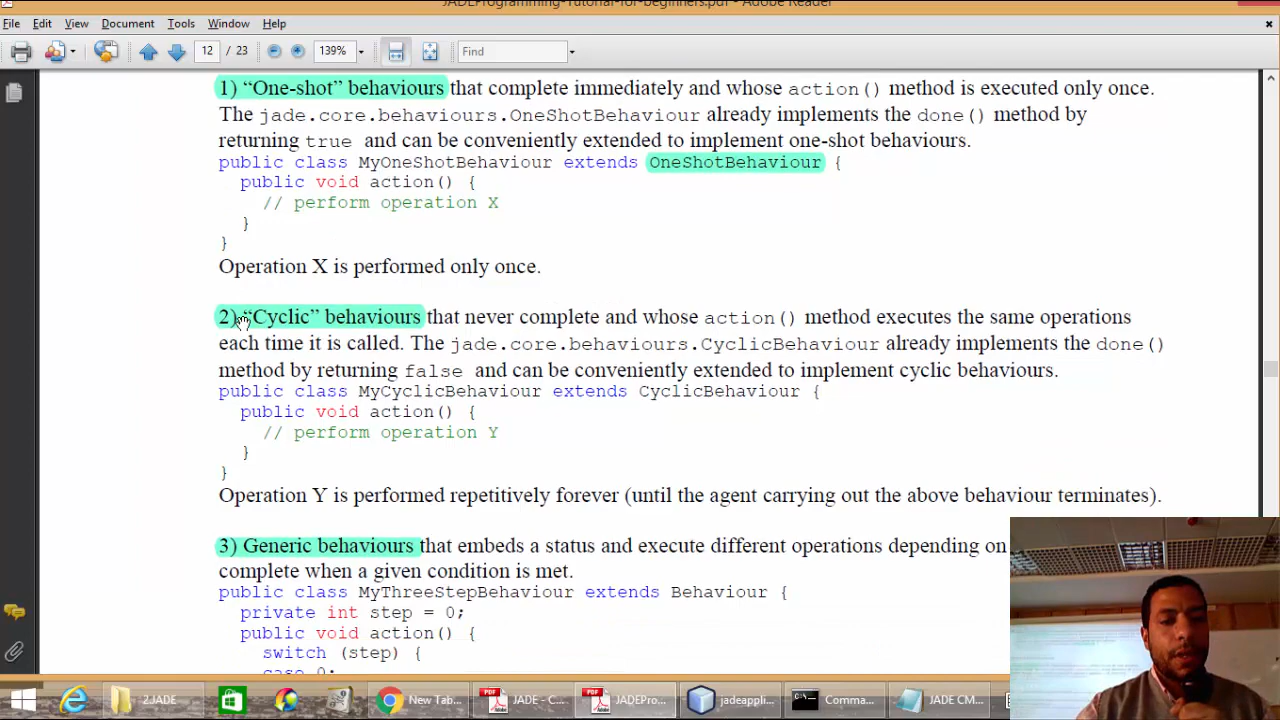 JADEProgramming-Tutorial-for-beginners.pdf - Adobe Reader
File Edit View Document Tools Window Help
12 / 23 139% Find
1) “One-shot” behaviours that complete immediately and whose action() method is executed only once.
The jade.core.behaviours.OneShotBehaviour already implements the done() method by
returning true and can be conveniently extended to implement one-shot behaviours.
public class MyOneShotBehaviour extends OneShotBehaviour {
public void action() {
// perform operation X
}
}
Operation X is performed only once.
2) “Cyclic” behaviours that never complete and whose action() method executes the same operations
each time it is called. The jade.core.behaviours.CyclicBehaviour already implements the done()
method by returning false and can be conveniently extended to implement cyclic behaviours.
public class MyCyclicBehaviour extends CyclicBehaviour {
public void action() {
// perform operation Y
}
}
Operation Y is performed repetitively forever (until the agent carrying out the above behaviour terminates).
3) Generic behaviours that embeds a status and execute different operations depending on
complete when a given condition is met.
public class MyThreeStepBehaviour extends Behaviour {
private int step = 0;
public void action() {
switch (step) {
case 0:
2.JADE New Tab... JADE - C... JADEPro... jadeappli... Comma... JADE CM...